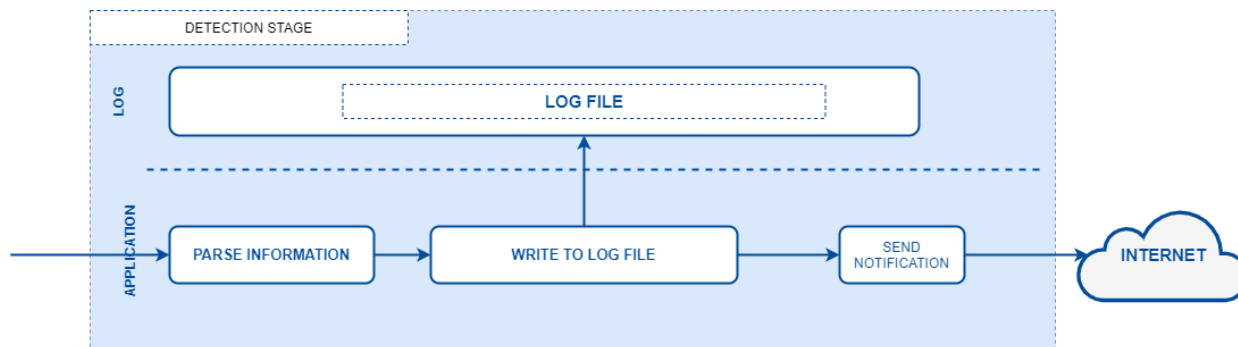 DETECTION STAGE
LOG
LOG FILE
APPLICATION
PARSE INFORMATION
WRITE TO LOG FILE
SEND
NOTIFICATION
INTERNET